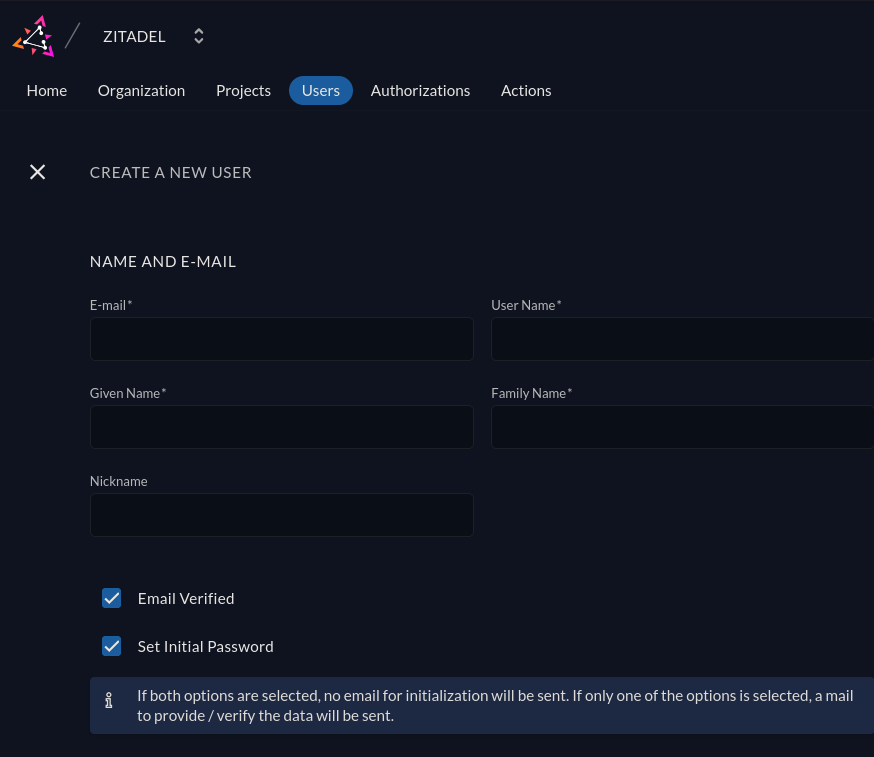 ZITADEL
Home Organization Projects Users Authorizations Actions
CREATE A NEW USER
NAME AND E-MAIL
E-mail* User Name*
Given Name* Family Name*
Nickname
Email Verified
Set Initial Password
If both options are selected, no email for initialization will be sent. If only one of the options is selected, a mail
to provide / verify the data will be sent.